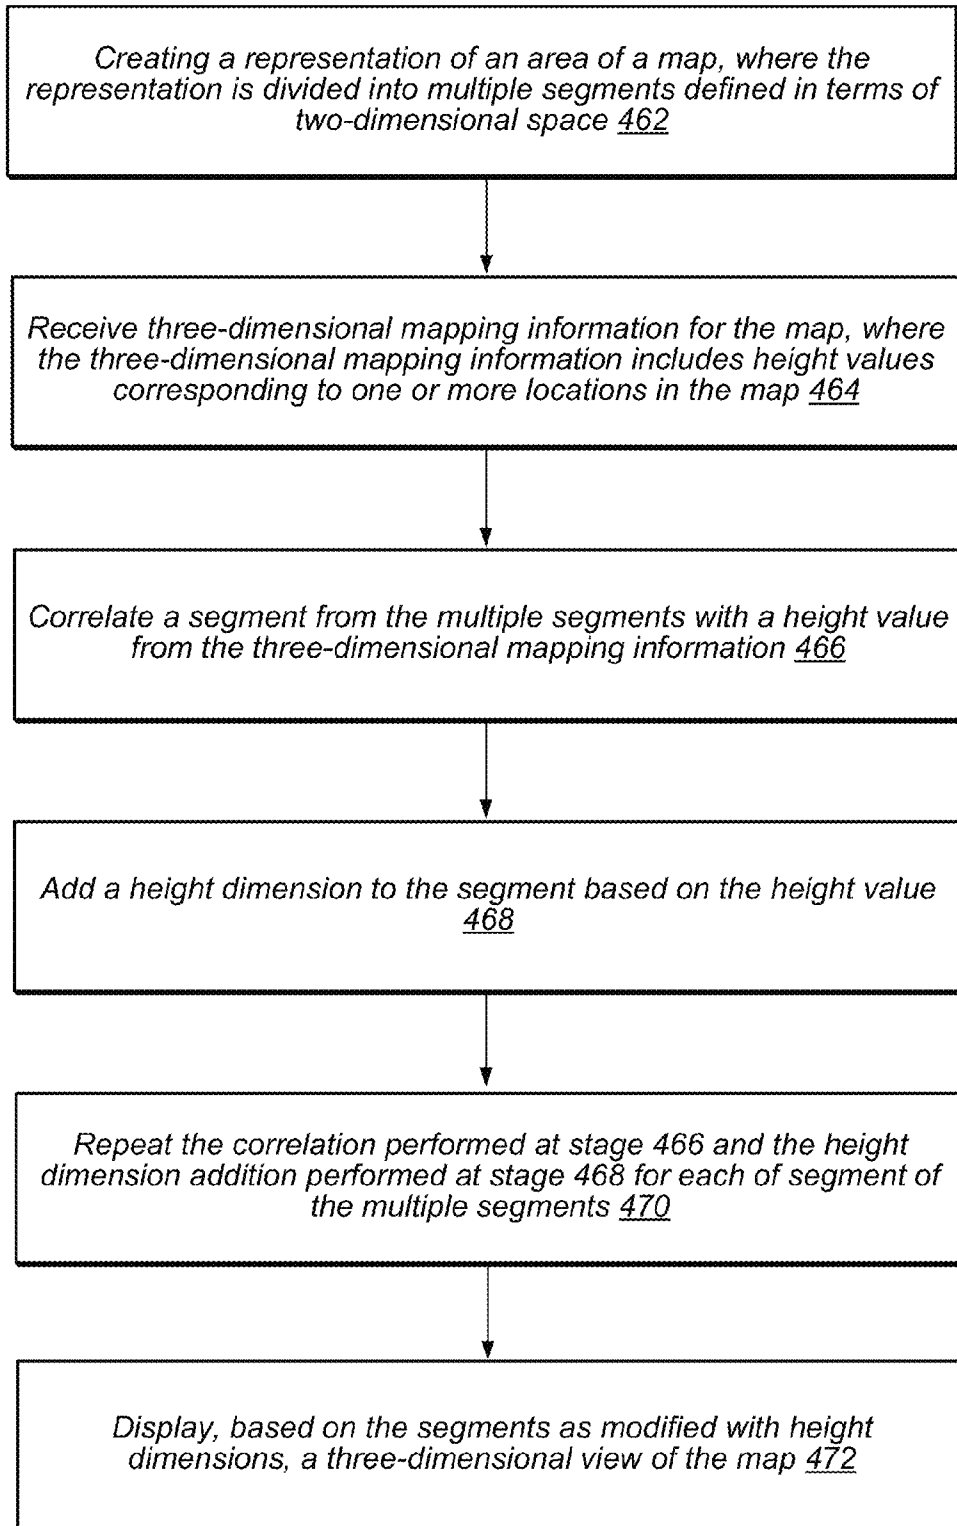 Creating a representation of an area of a map, where the
representation is divided into multiple segments defined in terms of
two-dimensional space 462
Receive three-dimensional mapping information for the map, where
the three-dimensional mapping information includes height values
corresponding to one or more locations in the map 464
Correlate a segment from the multiple segments with a height value
from the three-dimensional mapping information 466
Add a height dimension to the segment based on the height value
468
Repeat the correlation performed at stage 466 and the height
dimension addition performed at stage 468 for each of segment of
the multiple segments 470
Display, based on the segments as modified with height
dimensions, a three-dimensional view of the map 472